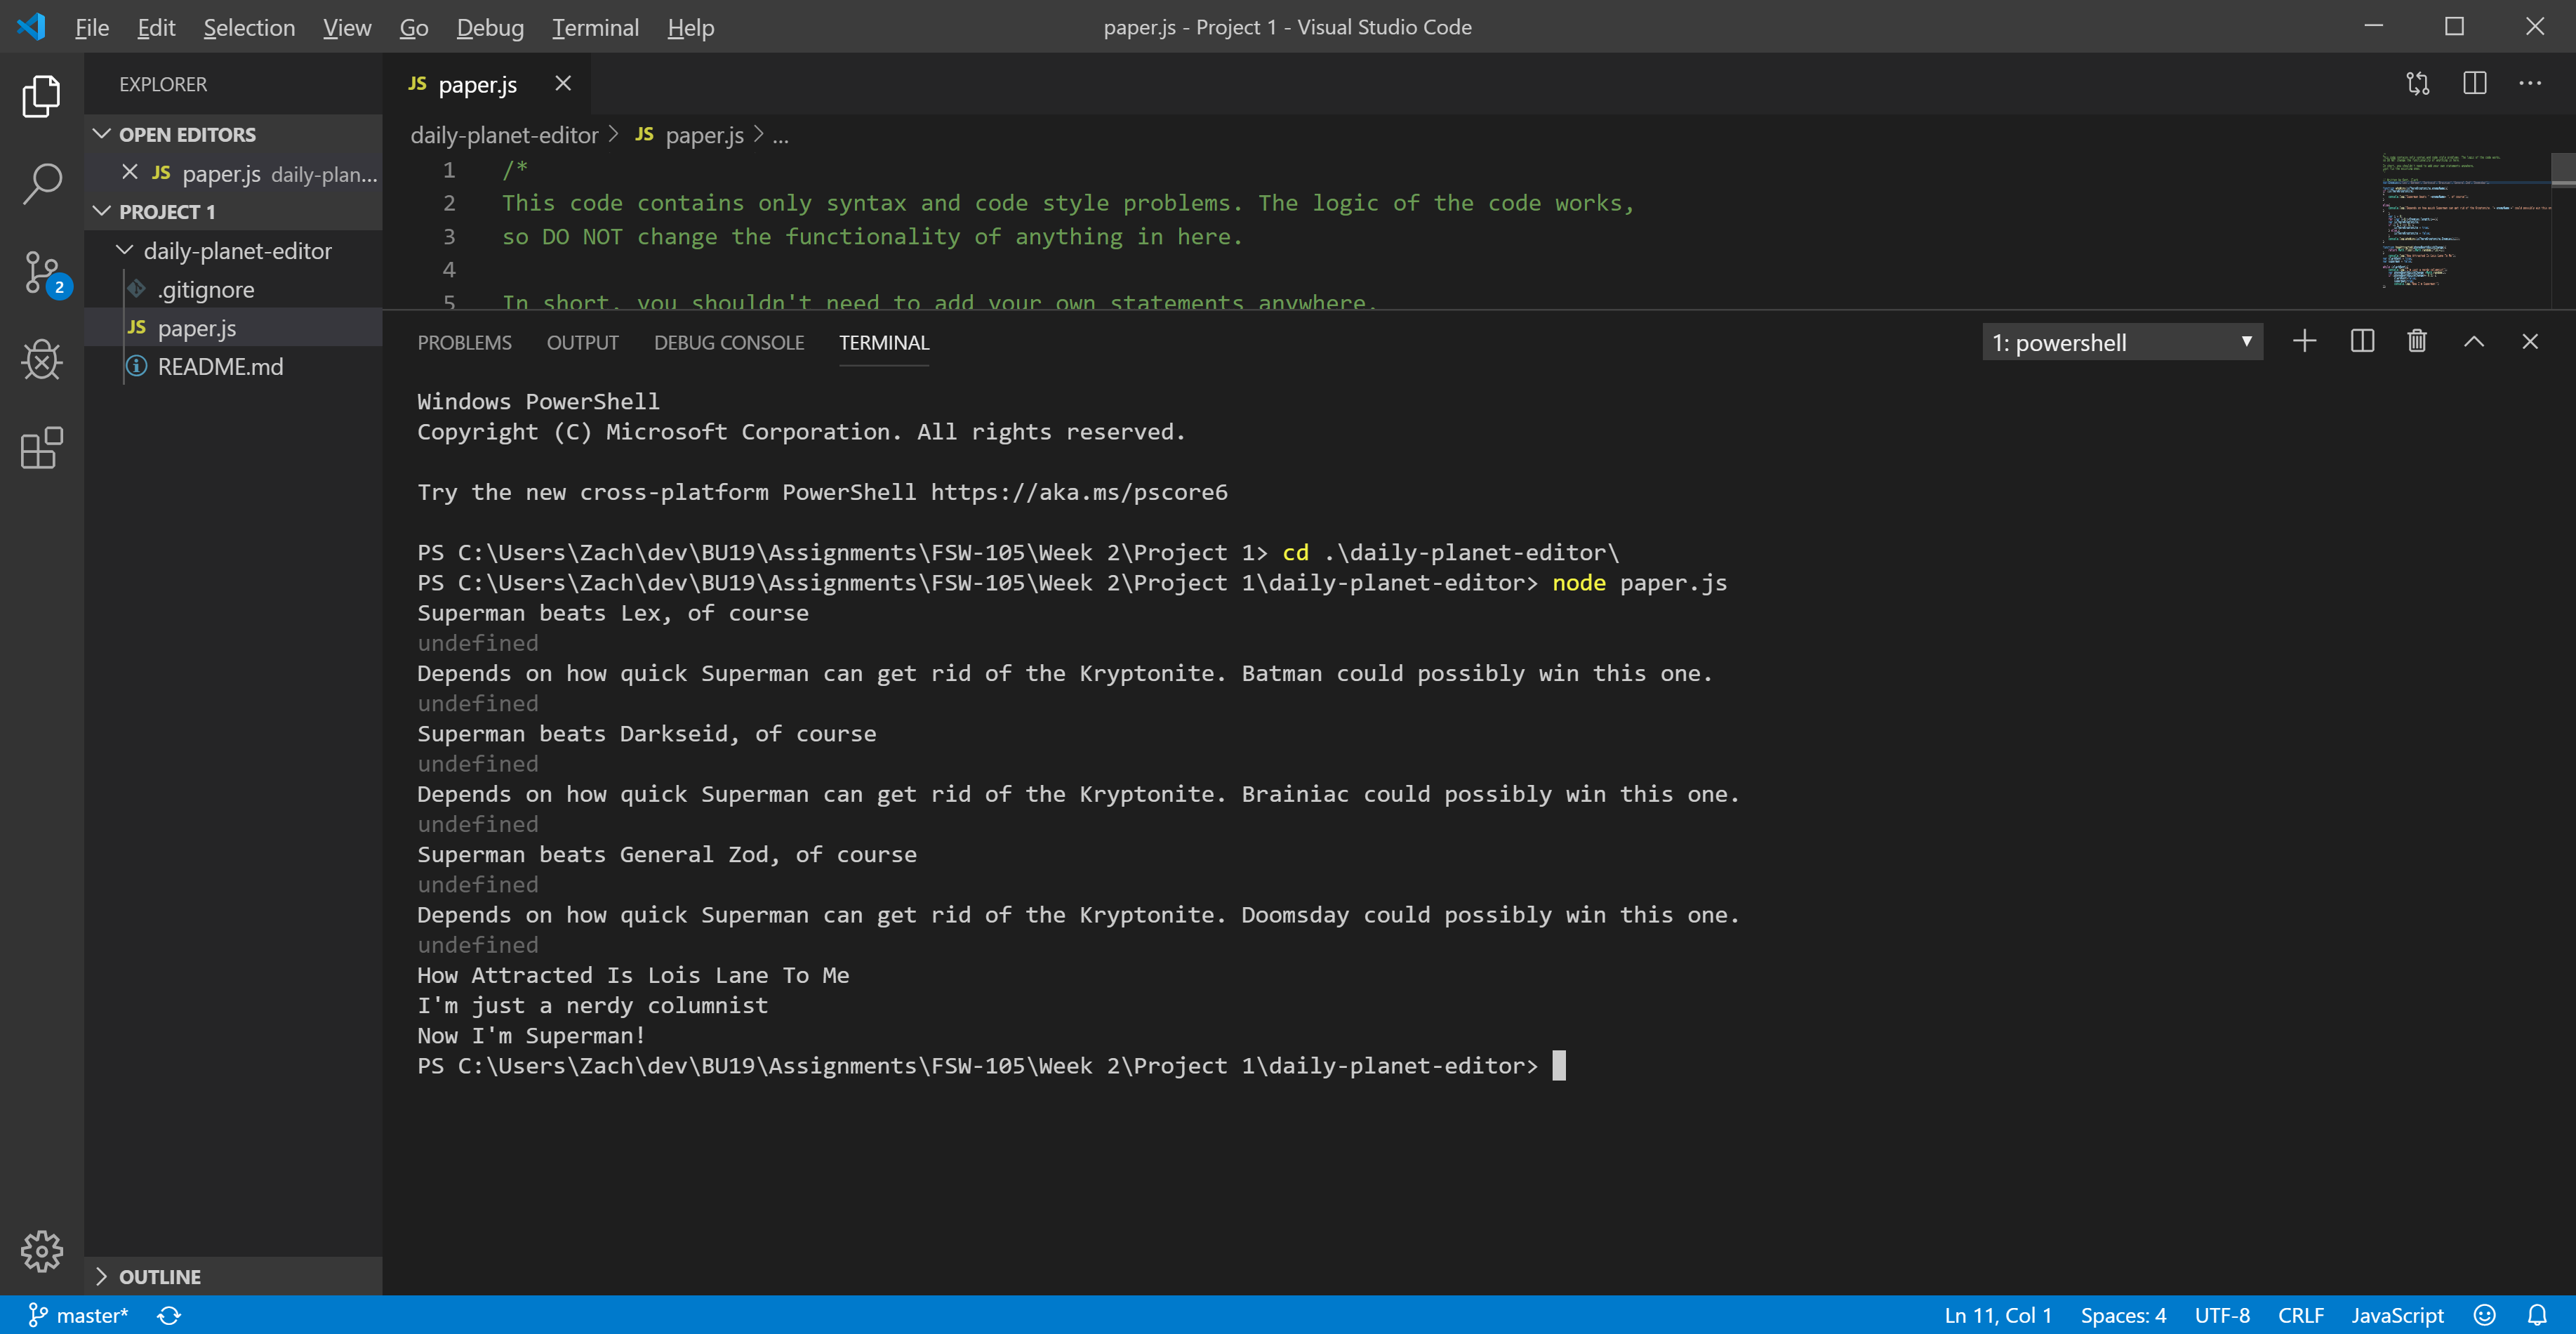 File Edit Selection View Go Debug Terminal Help
paper.js - Project 1 - Visual Studio Code
EXPLORER
OPEN EDITORS
JS paper.js daily-plan...
PROJECT 1
daily-planet-editor
.gitignore
JS paper.js
README.md
2
OUTLINE
JS paper.js
daily-planet-editor > JS paper.js > ...
1 /*
2 This code contains only syntax and code style problems. The logic of the code works,
3 so DO NOT change the functionality of anything in here.
4
5 In short, you shouldn't need to add your own statements anywhere.
PROBLEMS OUTPUT DEBUG CONSOLE TERMINAL
1: powershell
Windows PowerShell
Copyright (C) Microsoft Corporation. All rights reserved.
Try the new cross-platform PowerShell https://aka.ms/pscore6
PS C:\Users\Zach\dev\BU19\Assignments\FSW-105\Week 2\Project 1> cd .\daily-planet-editor\
PS C:\Users\Zach\dev\BU19\Assignments\FSW-105\Week 2\Project 1\daily-planet-editor> node paper.js
Superman beats Lex, of course
undefined
Depends on how quick Superman can get rid of the Kryptonite. Batman could possibly win this one.
undefined
Superman beats Darkseid, of course
undefined
Depends on how quick Superman can get rid of the Kryptonite. Brainiac could possibly win this one.
undefined
Superman beats General Zod, of course
undefined
Depends on how quick Superman can get rid of the Kryptonite. Doomsday could possibly win this one.
undefined
How Attracted Is Lois Lane To Me
I'm just a nerdy columnist
Now I'm Superman!
PS C:\Users\Zach\dev\BU19\Assignments\FSW-105\Week 2\Project 1\daily-planet-editor>
master*
Ln 11, Col 1 Spaces: 4 UTF-8 CRLF JavaScript